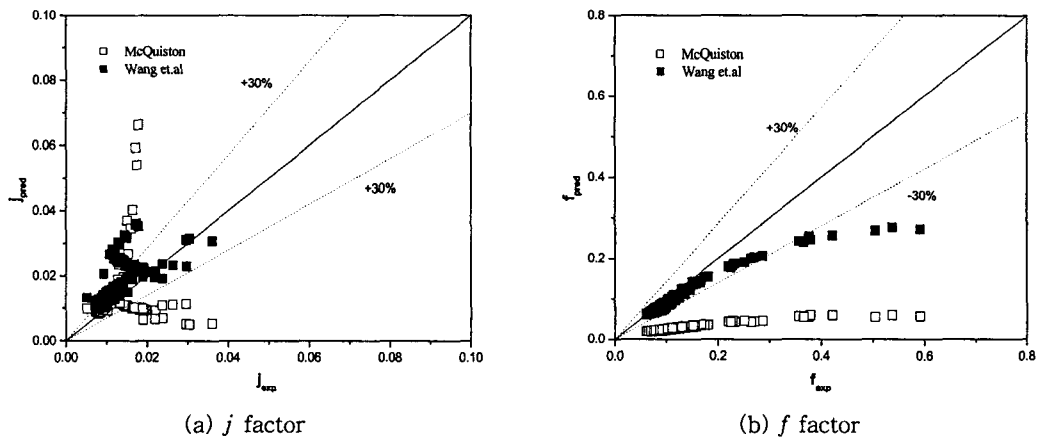 0.10
0.08
0.06
0.04
0.02
0.00
j_pred
McQuiston
Wang et.al
+30%
+30%
0.00 0.02 0.04 0.06 0.08 0.10
j_exp
(a) j factor
0.8
0.6
0.4
0.2
0.0
f_pred
McQuiston
Wang et.al
+30%
-30%
0.0 0.2 0.4 0.6 0.8
f_exp
(b) f factor